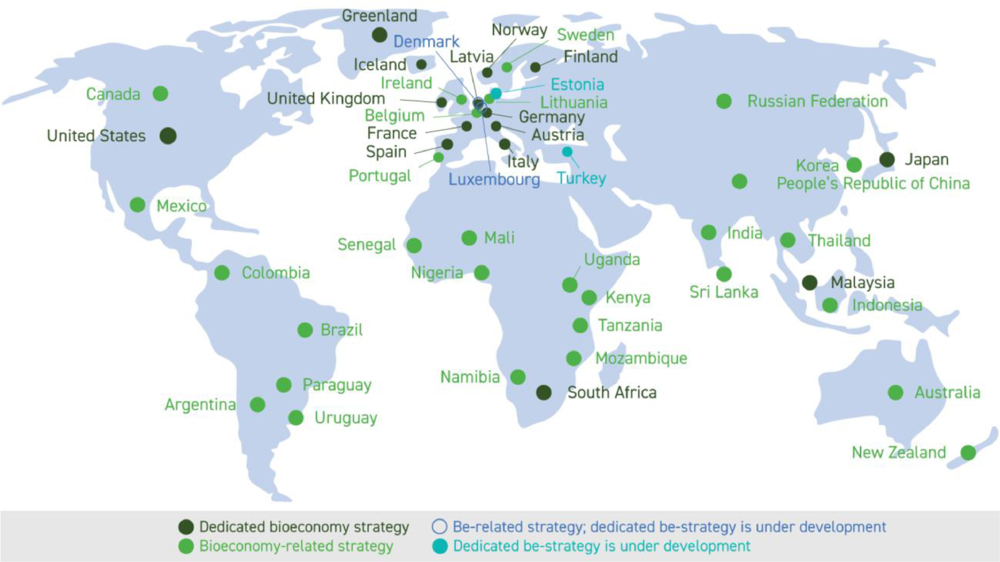 Greenland
Norway
Sweden
Denmark
Latvia
Finland
Iceland
Ireland
Estonia
Canada
United Kingdom
Lithuania
Russian Federation
Belgium
Germany
France
Austria
United States
Spain
Italy
Japan
Korea
Portugal
Luxembourg
Turkey
People's Republic of China
Mexico
India
Mali
Senegal
Thailand
Uganda
Colombia
Nigeria
Malaysia
Sri Lanka
Kenya
Indonesia
Brazil
Tanzania
Mozambique
Namibia
Paraguay
South Africa
Australia
Argentina
Uruguay
New Zealand
Dedicated bioeconomy strategy
Be-related strategy; dedicated be-strategy is under development
Bioeconomy-related strategy
Dedicated be-strategy is under development